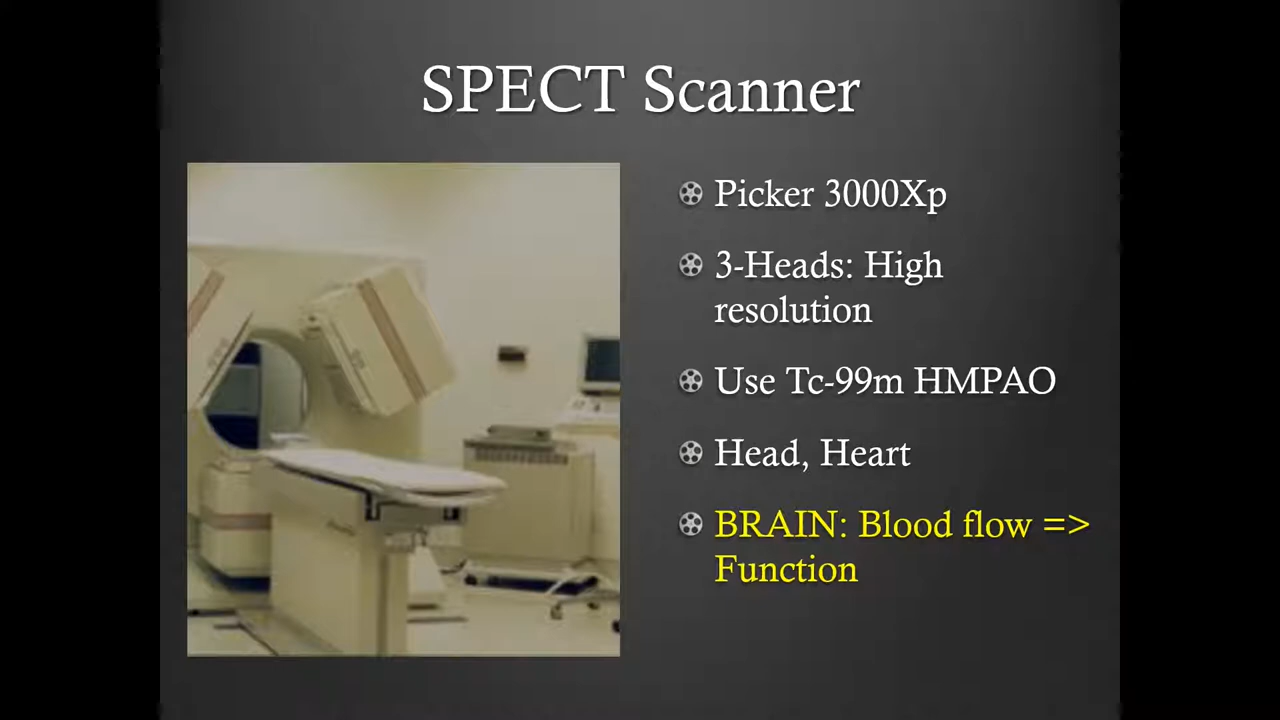 SPECT Scanner
Picker 3000Xp
3-Heads: High
resolution
Use Tc-99m HMPAO
Head, Heart
BRAIN: Blood flow =>
Function